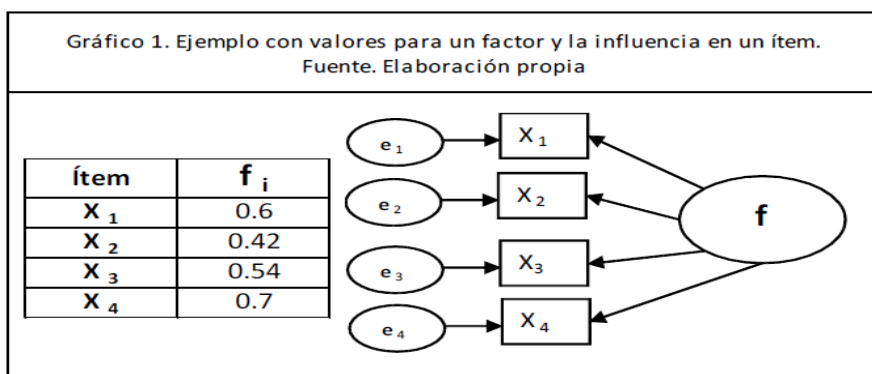 Gráfico 1. Ejemplo con valores para un factor y la influencia en un ítem.
Fuente. Elaboración propia
Ítem f i
X 1 0.6
X 2 0.42
X 3 0.54
X 4 0.7
e 1 X 1
e 2 X 2
e 3 X 3
e 4 X 4
f